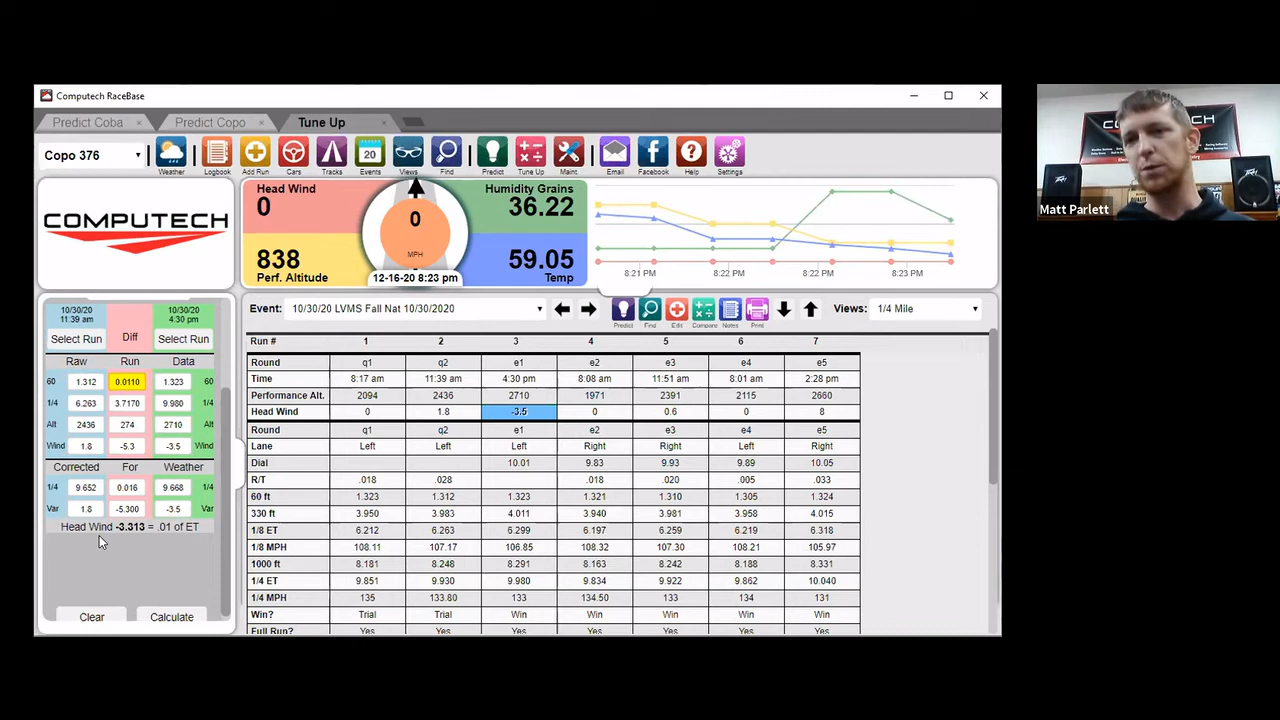 Computech RaceBase
Predict Coba × Predict Copo × Tune Up ×
Copo 376
Weather Logbook Add Run Cars Tracks Events Views Find Predict Tune Up Maint. Email Facebook Help Settings
20
COMPUTECH
Head Wind
0
838
Perf. Altitude
0
MPH
12-16-20 8:23 pm
Humidity Grains
36.22
59.05
Temp
8:21 PM 8:22 PM 8:22 PM 8:23 PM
Matt Parlett
PEAVEY
10/30/20
11:39 am
Select Run
Diff
10/30/20
4:30 pm
Select Run
Raw Run Data
60 1.312 0.0110 1.323 60
1/4 6.263 3.7170 9.980 1/4
Alt 2436 274 2710 Alt
Wind 1.8 -5.3 -3.5 Wind
Corrected For Weather
1/4 9.652 0.016 9.668 1/4
Var 1.8 -5.300 -3.5 Var
Head Wind -3.313 = .01 of ET
Clear Calculate
Event: 10/30/20 LVMS Fall Nat 10/30/2020
Predict Find Edit Compare Notes Print
Views: 1/4 Mile
Run # 1 2 3 4 5 6 7
Round q1 q2 e1 e2 e3 e4 e5
Time 8:17 am 11:39 am 4:30 pm 8:08 am 11:51 am 8:01 am 2:28 pm
Performance Alt. 2094 2436 2710 1971 2391 2115 2660
Head Wind 0 1.8 -3.5 0 0.6 0 8
Round q1 q2 e1 e2 e3 e4 e5
Lane Left Left Left Right Right Left Right
Dial 10.01 9.83 9.93 9.89 10.05
R/T .018 .028 .018 .020 .005 .033
60 ft 1.323 1.312 1.323 1.321 1.310 1.305 1.324
330 ft 3.950 3.983 4.011 3.940 3.981 3.958 4.015
1/8 ET 6.212 6.263 6.299 6.197 6.259 6.219 6.318
1/8 MPH 108.11 107.17 106.85 108.32 107.30 108.21 105.97
1000 ft 8.181 8.248 8.291 8.163 8.242 8.188 8.331
1/4 ET 9.851 9.930 9.980 9.834 9.922 9.862 10.040
1/4 MPH 135 133.80 133 134.50 133 134 131
Win? Trial Trial Win Win Win Win Win
Full Run? Yes Yes Yes Yes Yes Yes Yes